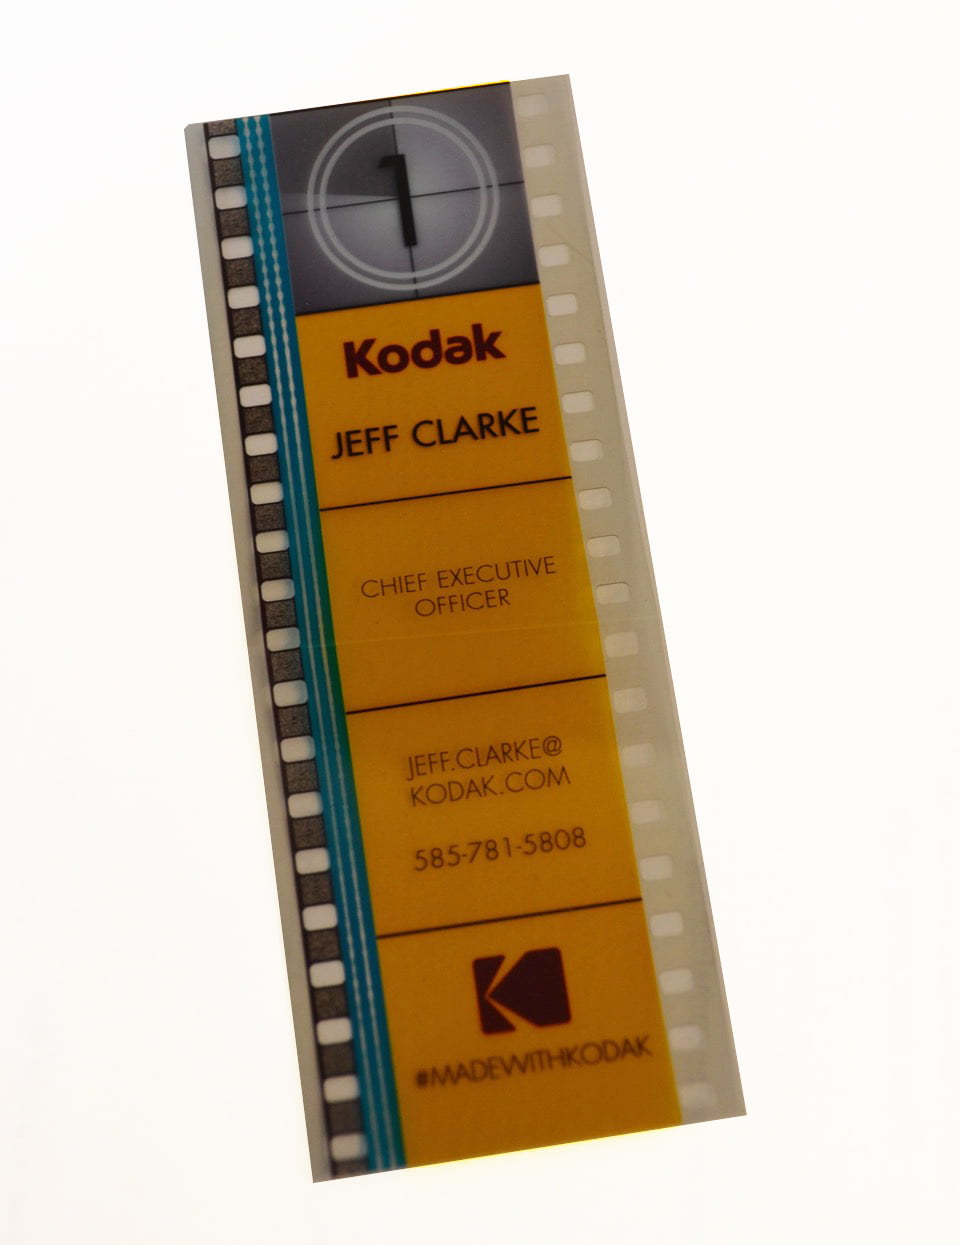 1
Kodak
JEFF CLARKE
CHIEF EXECUTIVE
OFFICER
JEFF.CLARKE@
KODAK.COM
585-781-5808
K
#MADEWITHKODAK